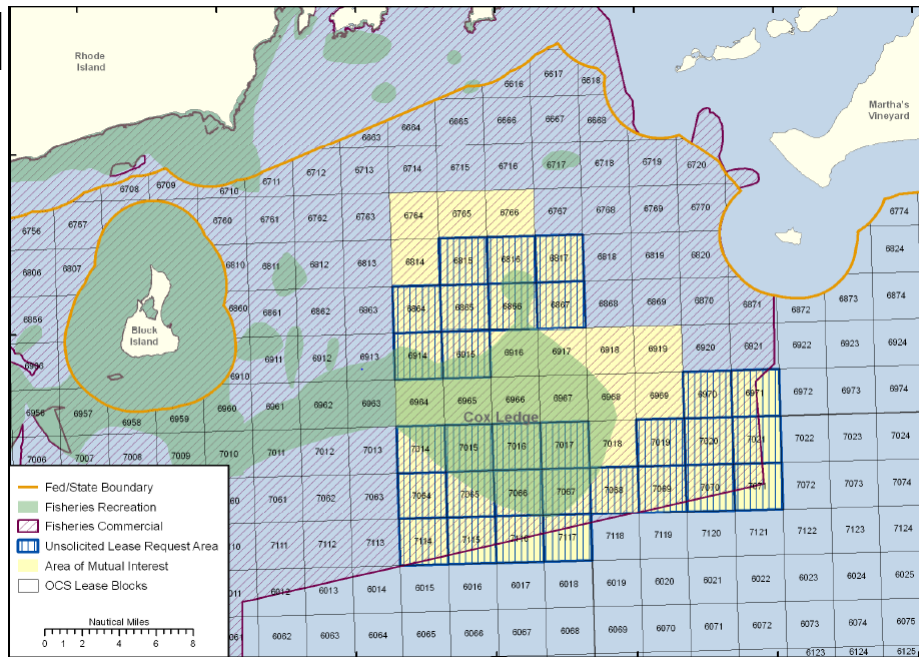 Rhode
Island
Martha's
Vineyard
6616 6617 6618
6683 6684 6665 6666 6667 6668
6711 6712 6713 6714 6715 6716 6717 6718 6719 6720
6708 6709 6710
6756 6757 6760 6761 6762 6763 6764 6765 6766 6767 6768 6769 6770 6774
6806 6807 6810 6811 6812 6813 6814 6815 6816 6817 6818 6819 6820 6824
6856 6860 6861 6862 6863 6864 6865 6866 6867 6868 6869 6870 6871 6872 6873 6874
Block
Island
6910 6911 6912 6913 6914 6915 6916 6917 6918 6919 6920 6921 6922 6923 6924
6956 6957 6958 6959 6960 6961 6962 6963 6964 6965 6966 6967 6968 6969 6970 6971 6972 6973 6974
Cox Ledge
7006 7007 7008 7009 7010 7011 7012 7013 7014 7015 7016 7017 7018 7019 7020 7021 7022 7023 7024
7061 7062 7063 7064 7065 7066 7067 7068 7069 7070 7071 7072 7073 7074
7112 7113 7114 7115 7116 7117 7118 7119 7120 7121 7122 7123 7124
6012 6013 6014 6015 6016 6017 6018 6019 6020 6021 6022 6023 6024 6025
6062 6063 6064 6065 6066 6067 6068 6069 6070 6071 6072 6073 6074 6075
6123 6124 6125
Fed/State Boundary
Fisheries Recreation
Fisheries Commercial
Unsolicited Lease Request Area
Area of Mutual Interest
OCS Lease Blocks
Nautical Miles
0 1 2 4 6 8